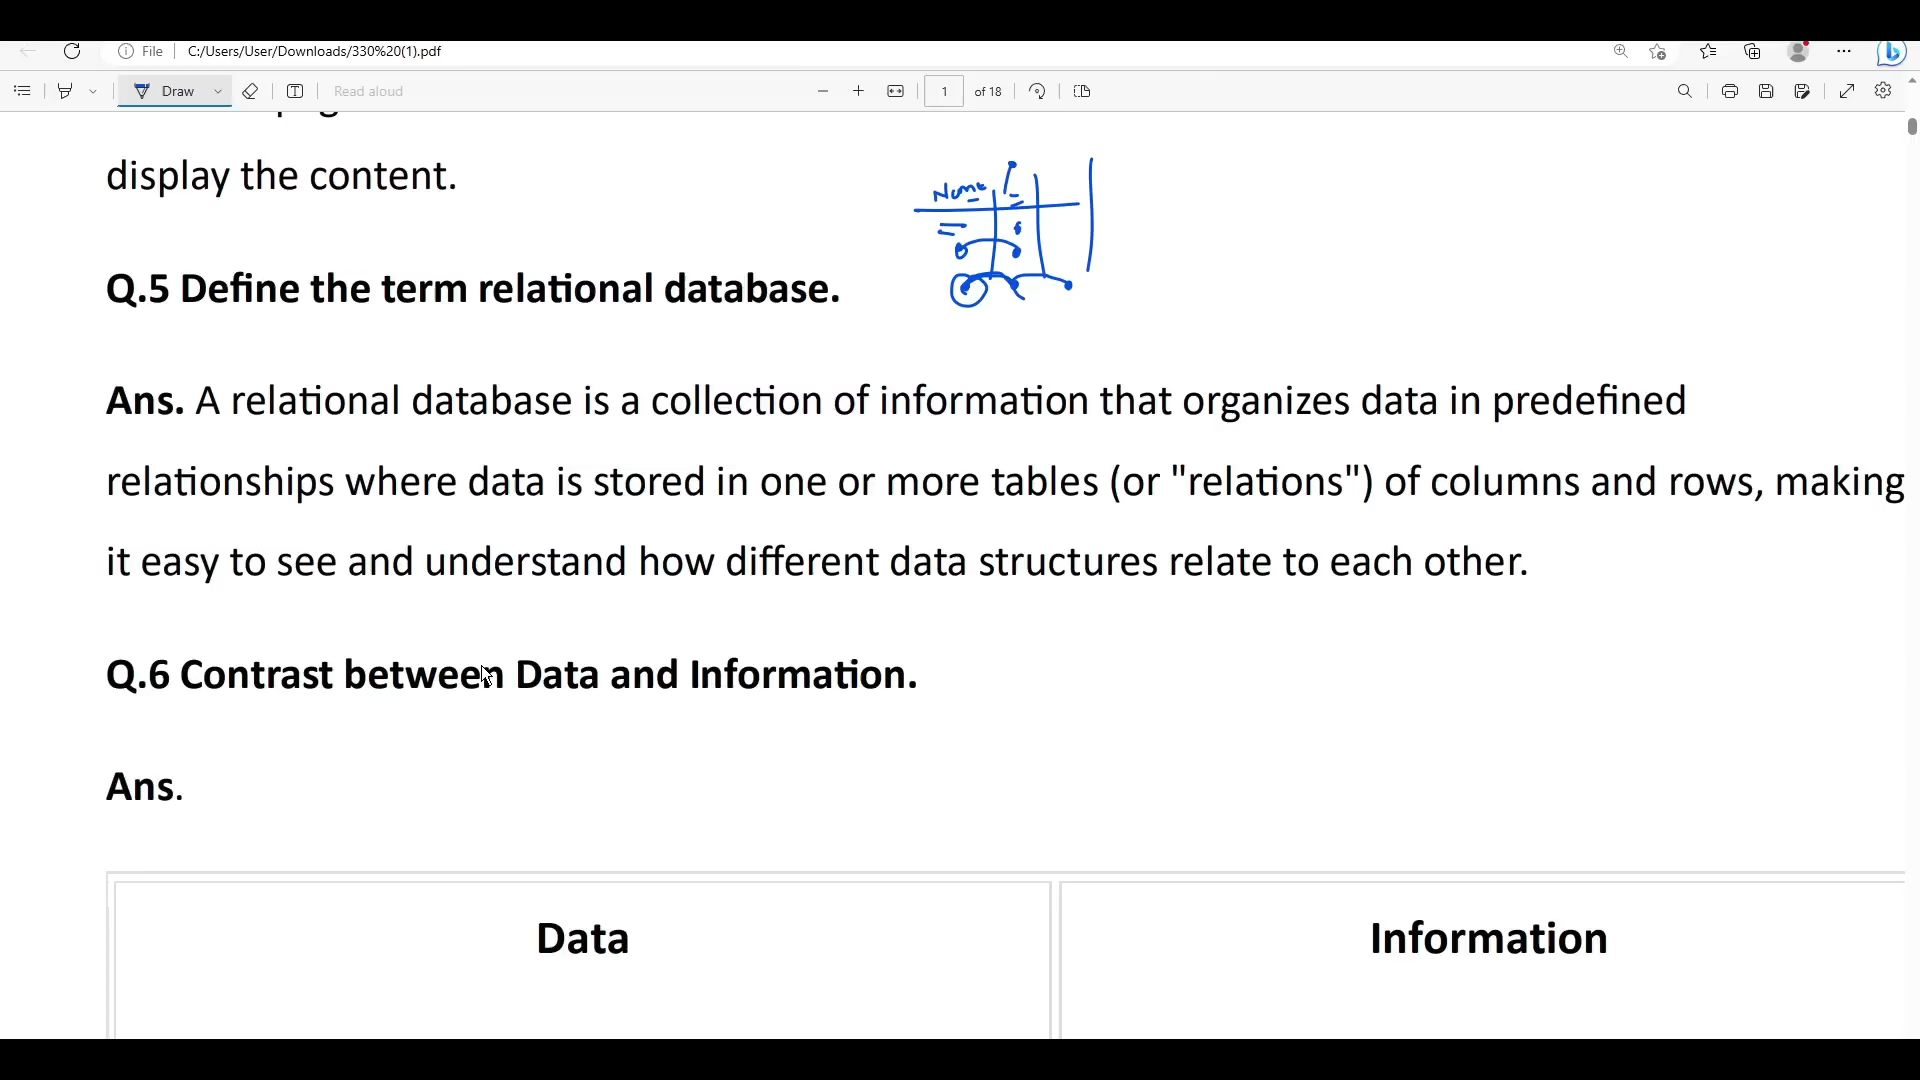 File C:/Users/User/Downloads/330%20(1).pdf
Draw Read aloud 1 of 18
display the content.
Name
Q.5 Define the term relational database.
Ans. A relational database is a collection of information that organizes data in predefined
relationships where data is stored in one or more tables (or "relations") of columns and rows, making
it easy to see and understand how different data structures relate to each other.
Q.6 Contrast between Data and Information.
Ans.
Data Information